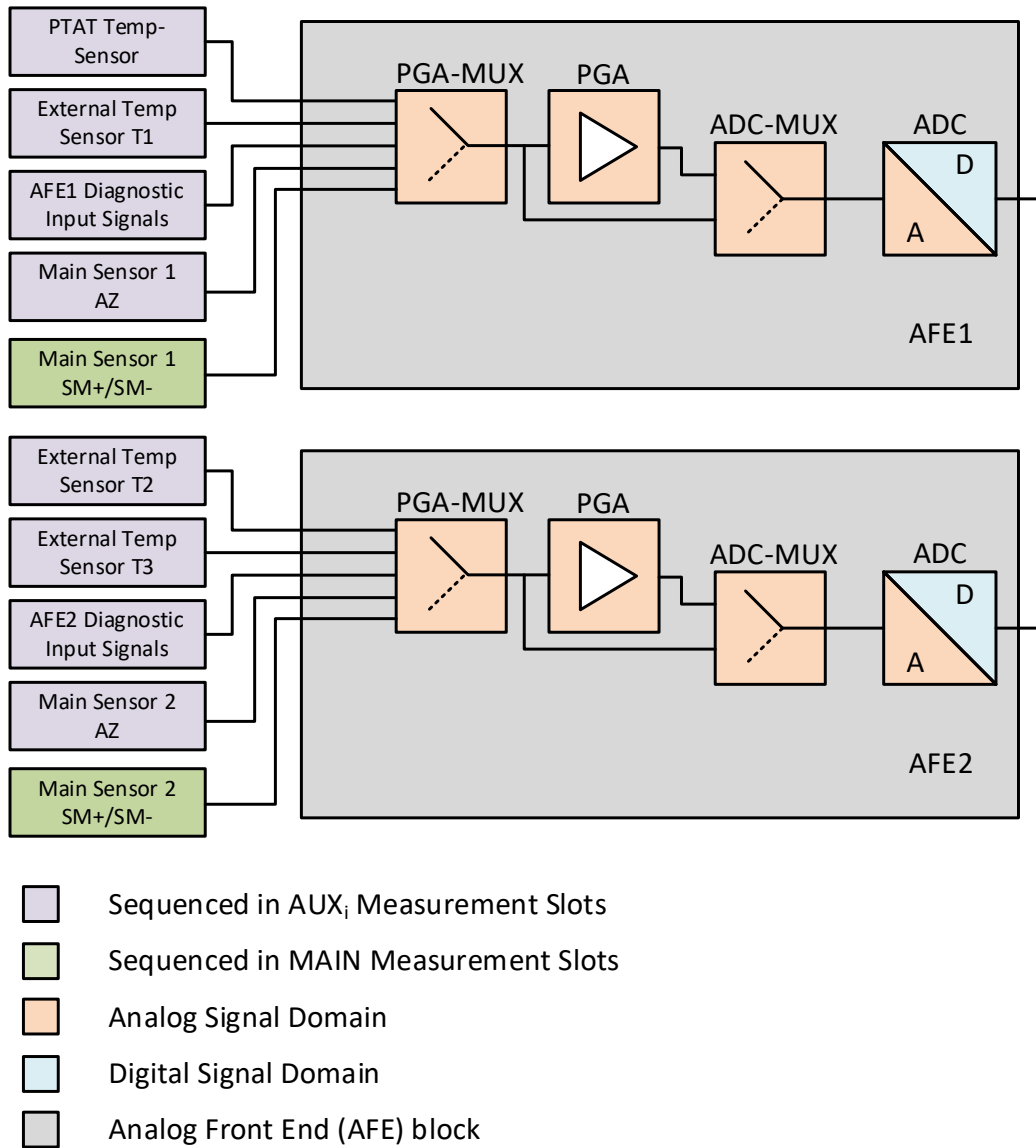 PTAT Temp-
Sensor
External Temp
Sensor T1
AFE1 Diagnostic
Input Signals
Main Sensor 1
AZ
Main Sensor 1
SM+/SM-
PGA-MUX
PGA
ADC-MUX
ADC
D
A
AFE1
External Temp
Sensor T2
External Temp
Sensor T3
AFE2 Diagnostic
Input Signals
Main Sensor 2
AZ
Main Sensor 2
SM+/SM-
PGA-MUX
PGA
ADC-MUX
ADC
D
A
AFE2
Sequenced in AUXi Measurement Slots
Sequenced in MAIN Measurement Slots
Analog Signal Domain
Digital Signal Domain
Analog Front End (AFE) block